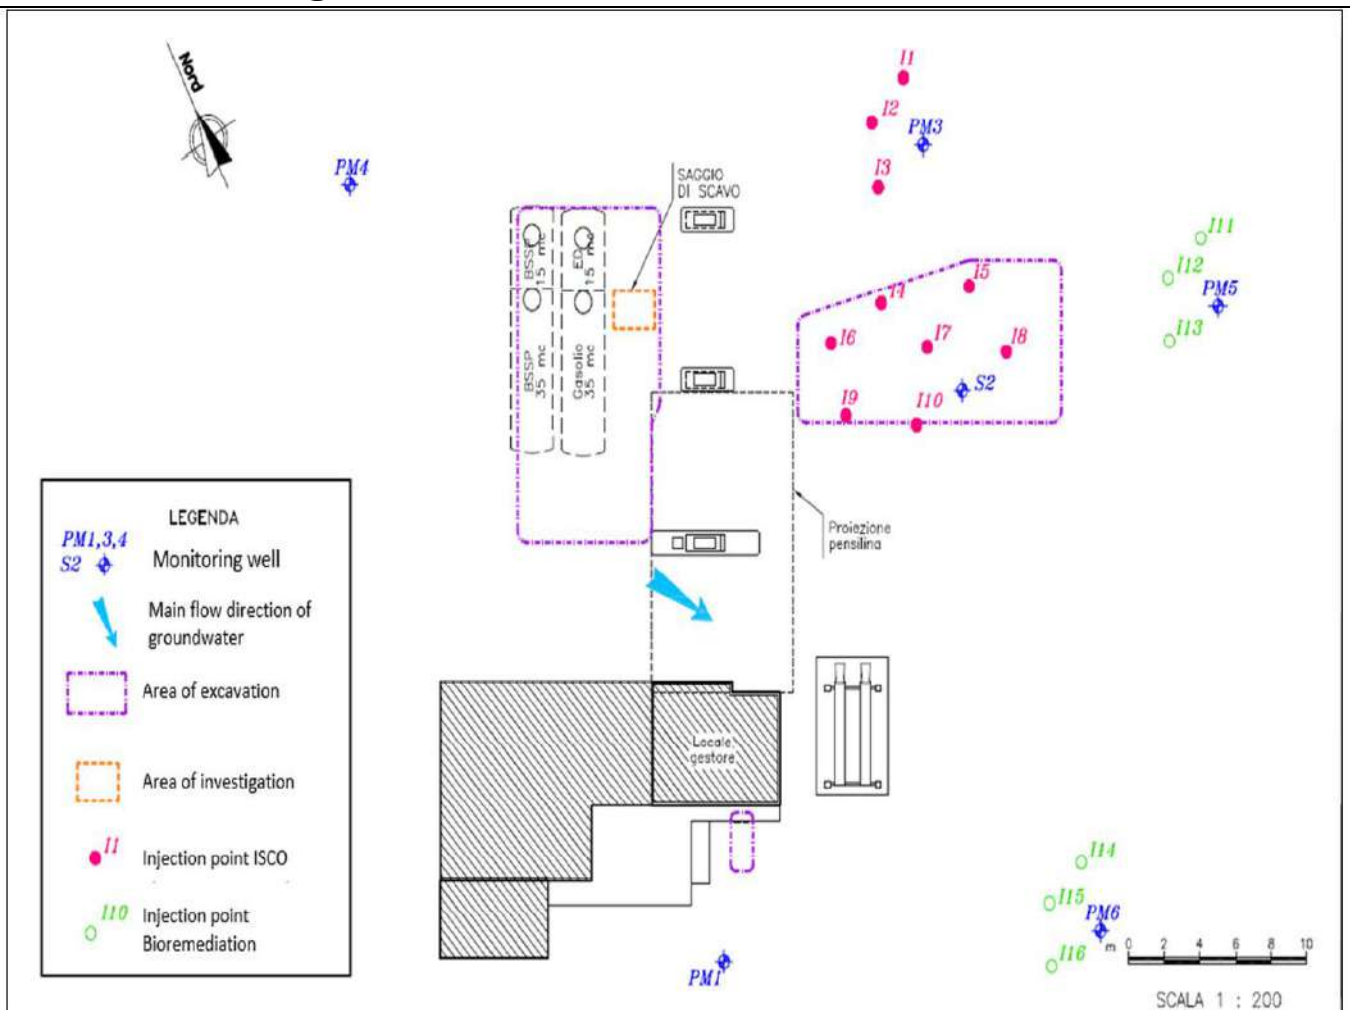 Nord
I1
I2
PM3
PM4
I3
SAGGIO
DI SCAVO
I11
I12
PM5
I13
BSSP
15 mc
ED
15 mc
I5
I4
I6
I7
I8
BSSP
35 mc
Gasolio
35 mc
S2
I9
I10
Proiezione
pensilina
LEGENDA
PM1,3,4
S2
Monitoring well
Main flow direction of
groundwater
Area of excavation
Area of investigation
I1
Injection point ISCO
I10
Injection point
Bioremediation
Locale
gestore
I14
I15
PM6
I16
PM1
m
0 2 4 6 8 10
SCALA 1 : 200